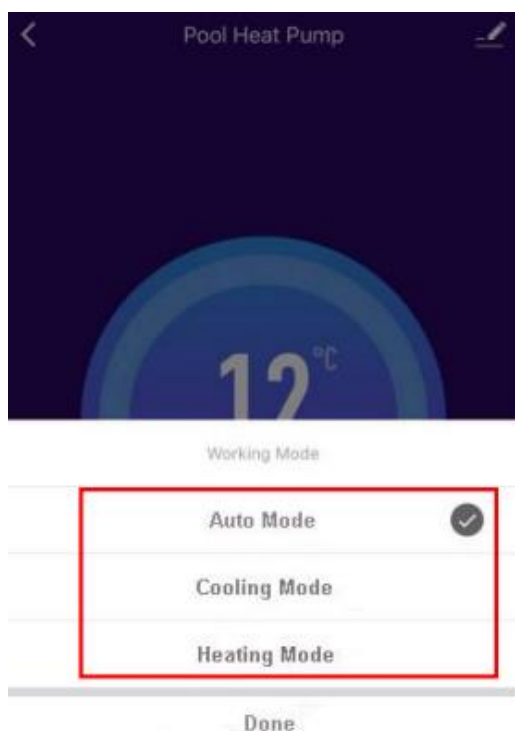 Pool Heat Pump
12°C
Working Mode
Auto Mode
Cooling Mode
Heating Mode
Done